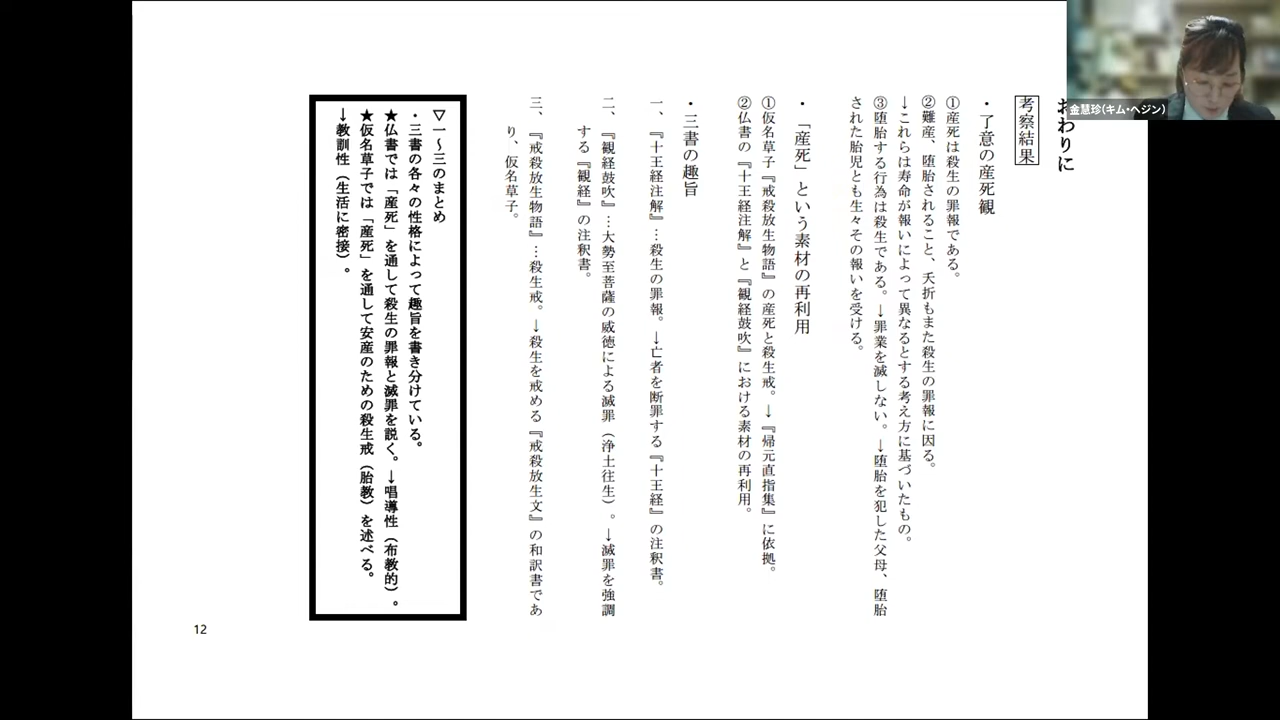 おわりに
考察結果
・了意の産死観
①産死は殺生の罪報である。
②難産、堕胎されること、夭折もまた殺生の罪報に因る。
→これらは寿命が報いによって異なるとする考え方に基づいたもの。
③堕胎する行為は殺生である。→罪業を滅しない。→堕胎を犯した父母、堕胎
された胎児とも生々その報いを受ける。
・「産死」という素材の再利用
①仮名草子『戒殺放生物語』の産死と殺生戒。→『帰元直指集』に依拠。
②仏書の『十王経注解』と『観経鼓吹』における素材の再利用。
・三書の趣旨
一、『十王経注解』…殺生の罪報。→亡者を断罪する『十王経』の注釈書。
二、『観経鼓吹』…大勢至菩薩の威徳による滅罪（浄土往生）。→滅罪を強調
する『観経』の注釈書。
三、『戒殺放生物語』…殺生戒。→殺生を戒める『戒殺放生文』の和訳書であ
り、仮名草子。
▽一～三のまとめ
・三書の各々の性格によって趣旨を書き分けている。
★仏書では「産死」を通して殺生の罪報と滅罪を説く。→唱導性（布教的）。
★仮名草子では「産死」を通して安産のための殺生戒（胎教）を述べる。
→教訓性（生活に密接）。
12
金慧珍(キム・ヘジン)